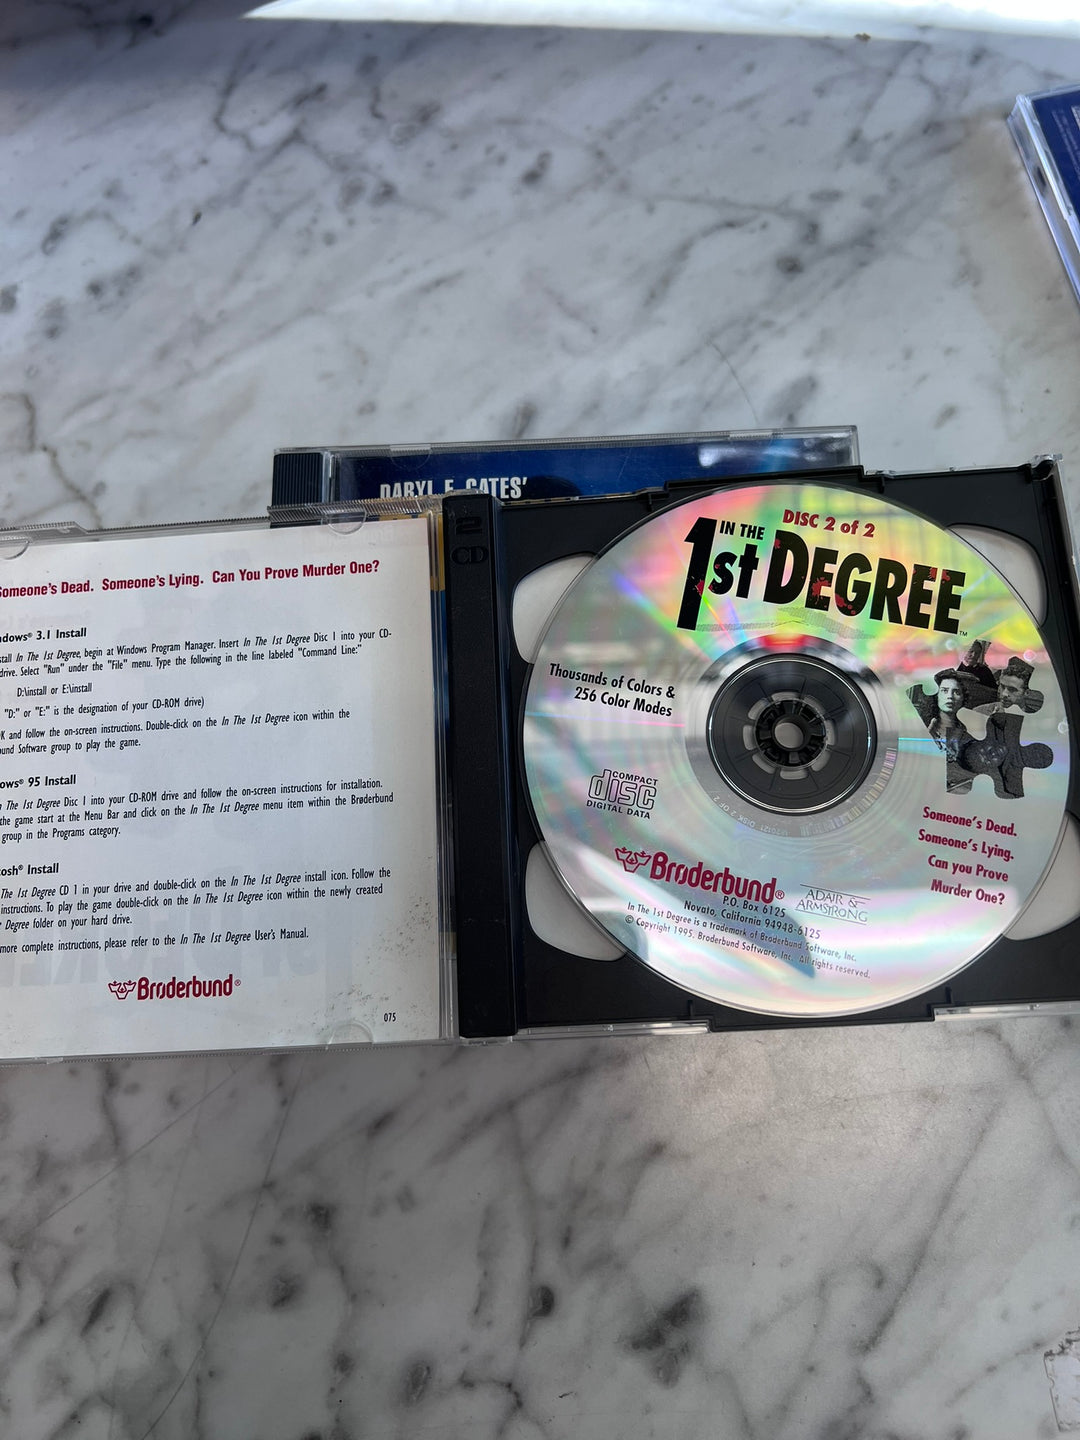 DARYL F. GATES'
2
CD
Someone's Dead. Someone's Lying. Can You Prove Murder One?
3.1 Install
In The 1st Degree, begin at Windows Program Manager. Insert In The 1st Degree Disc 1 into your CD-
drive. Select "Run" under the "File" menu. Type the following in the line labeled "Command Line:"
D:\install or E:\install
"D:" or "E:" is the designation of your CD-ROM drive)
and follow the on-screen instructions. Double-click on the In The 1st Degree icon within the
Software group to play the game.
95 Install
The 1st Degree Disc 1 into your CD-ROM drive and follow the on-screen instructions for installation.
the game start at the Menu Bar and click on the In The 1st Degree menu item within the Brøderbund
group in the Programs category.
Install
The 1st Degree CD 1 in your drive and double-click on the In The 1st Degree install icon. Follow the
instructions. To play the game double-click on the In The 1st Degree icon within the newly created
Degree folder on your hard drive.
more complete instructions, please refer to the In The 1st Degree User's Manual.
Brøderbund®
075
DISC 2 of 2
IN THE
1st DEGREE™
Thousands of Colors &
256 Color Modes
COMPACT
disc
DIGITAL DATA
DISK 2 OF 2
Someone's Dead.
Someone's Lying.
Can you Prove
Murder One?
Brøderbund®
ADAIR &
ARMSTRONG
P.O. Box 6125
Novato, California 94948-6125
In The 1st Degree is a trademark of Brøderbund Software, Inc.
© Copyright 1995. Brøderbund Software, Inc. All rights reserved.